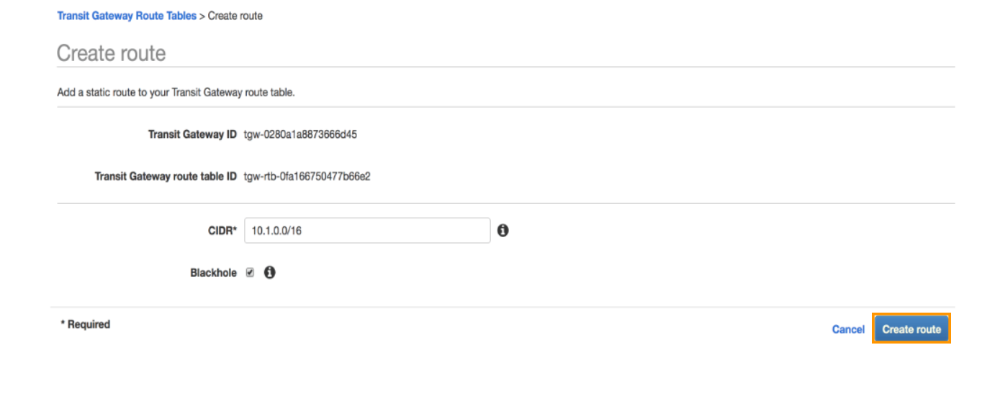 Transit Gateway Route Tables > Create route
Create route
Add a static route to your Transit Gateway route table.
Transit Gateway ID tgw-0280a1a8873666d45
Transit Gateway route table ID tgw-rtb-0fa166750477b66e2
CIDR* 10.1.0.0/16
Blackhole
* Required
Cancel Create route